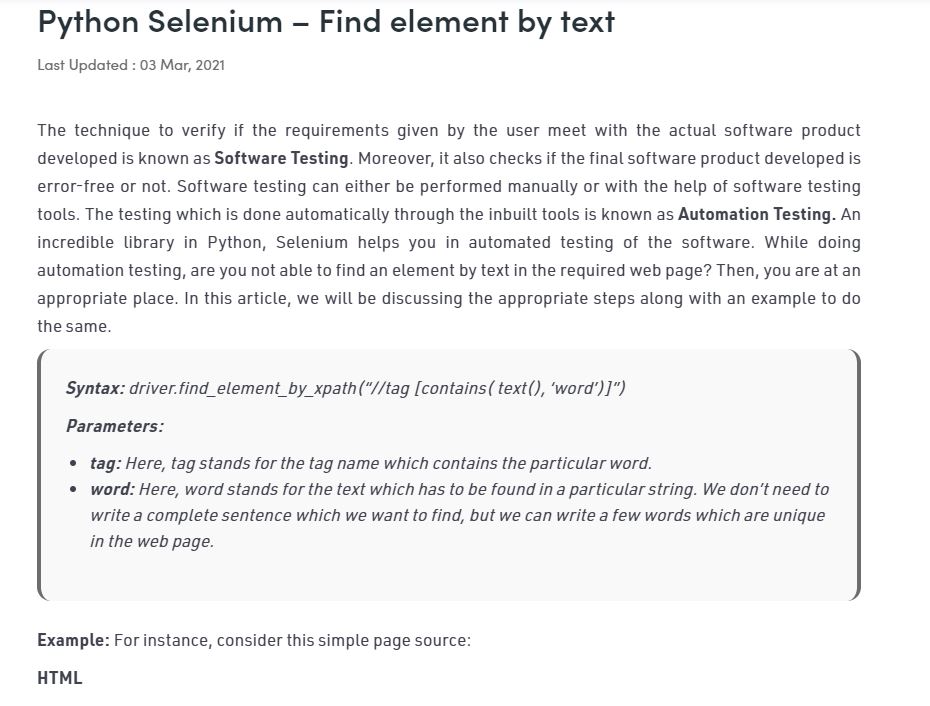 Python Selenium – Find element by text
Last Updated : 03 Mar, 2021
The technique to verify if the requirements given by the user meet with the actual software product
developed is known as Software Testing. Moreover, it also checks if the final software product developed is
error-free or not. Software testing can either be performed manually or with the help of software testing
tools. The testing which is done automatically through the inbuilt tools is known as Automation Testing. An
incredible library in Python, Selenium helps you in automated testing of the software. While doing
automation testing, are you not able to find an element by text in the required web page? Then, you are at an
appropriate place. In this article, we will be discussing the appropriate steps along with an example to do
the same.
Syntax: driver.find_element_by_xpath(“//tag [contains( text(), ‘word’)]”)
Parameters:
• tag: Here, tag stands for the tag name which contains the particular word.
• word: Here, word stands for the text which has to be found in a particular string. We don’t need to
write a complete sentence which we want to find, but we can write a few words which are unique
in the web page.
Example: For instance, consider this simple page source:
HTML